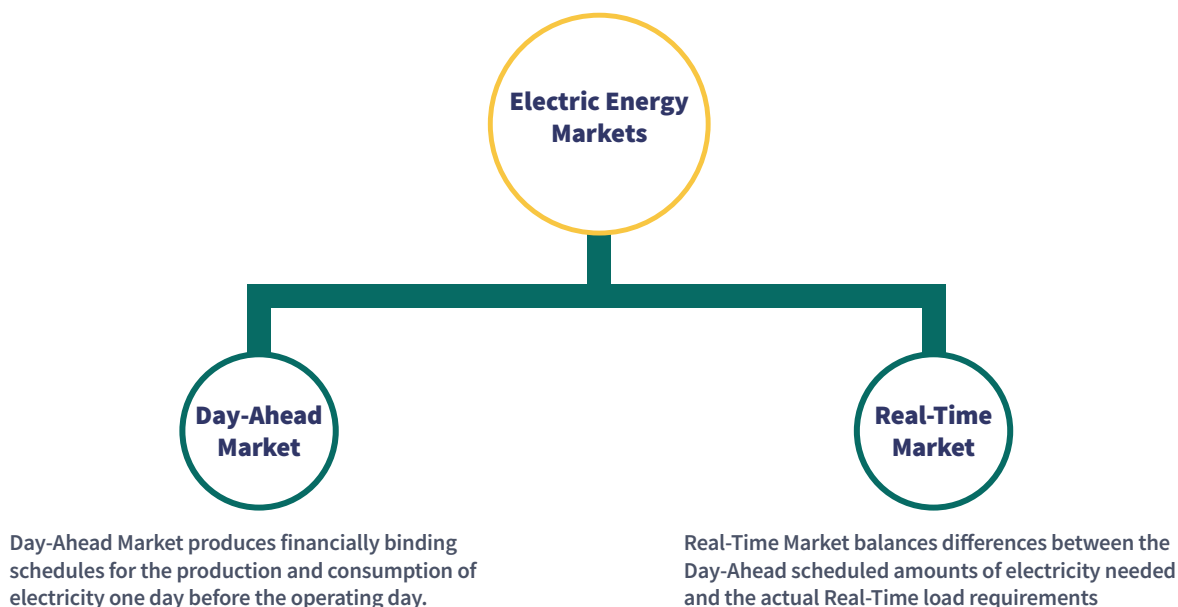 Electric Energy
Markets
Day-Ahead
Market
Real-Time
Market
Day-Ahead Market produces financially binding
schedules for the production and consumption of
electricity one day before the operating day.
Real-Time Market balances differences between the
Day-Ahead scheduled amounts of electricity needed
and the actual Real-Time load requirements